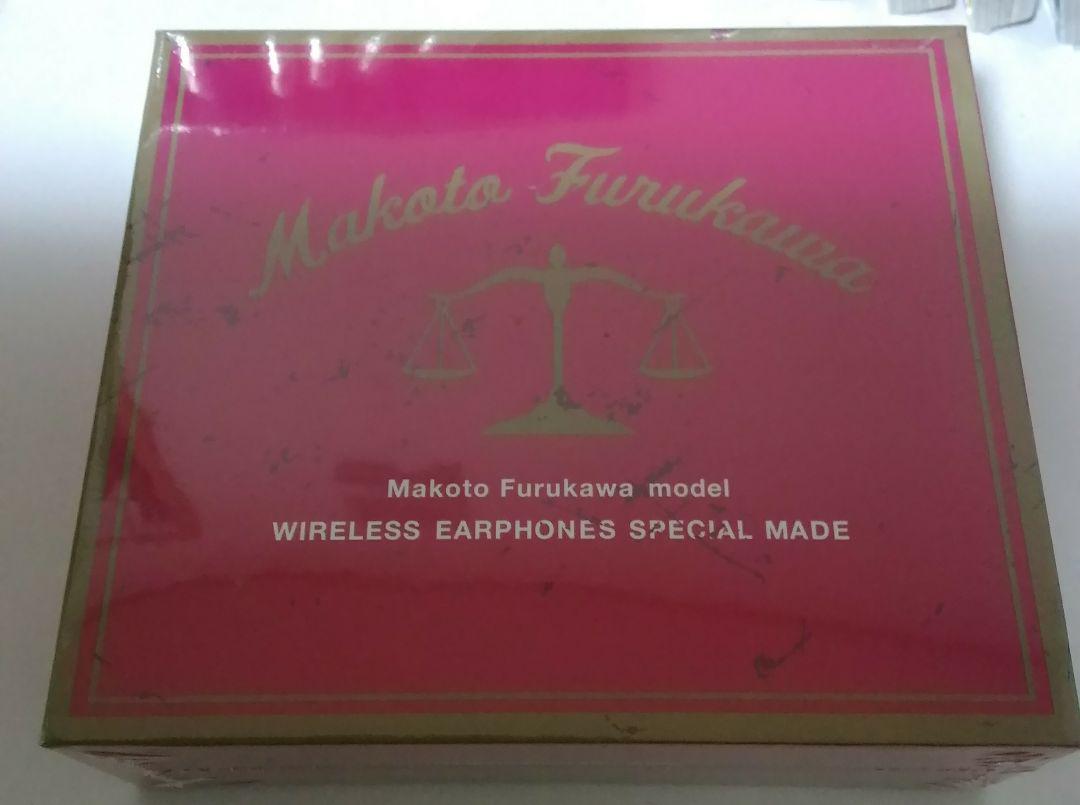 Makoto Furukawa
Makoto Furukawa model
WIRELESS EARPHONES SPECIAL MADE